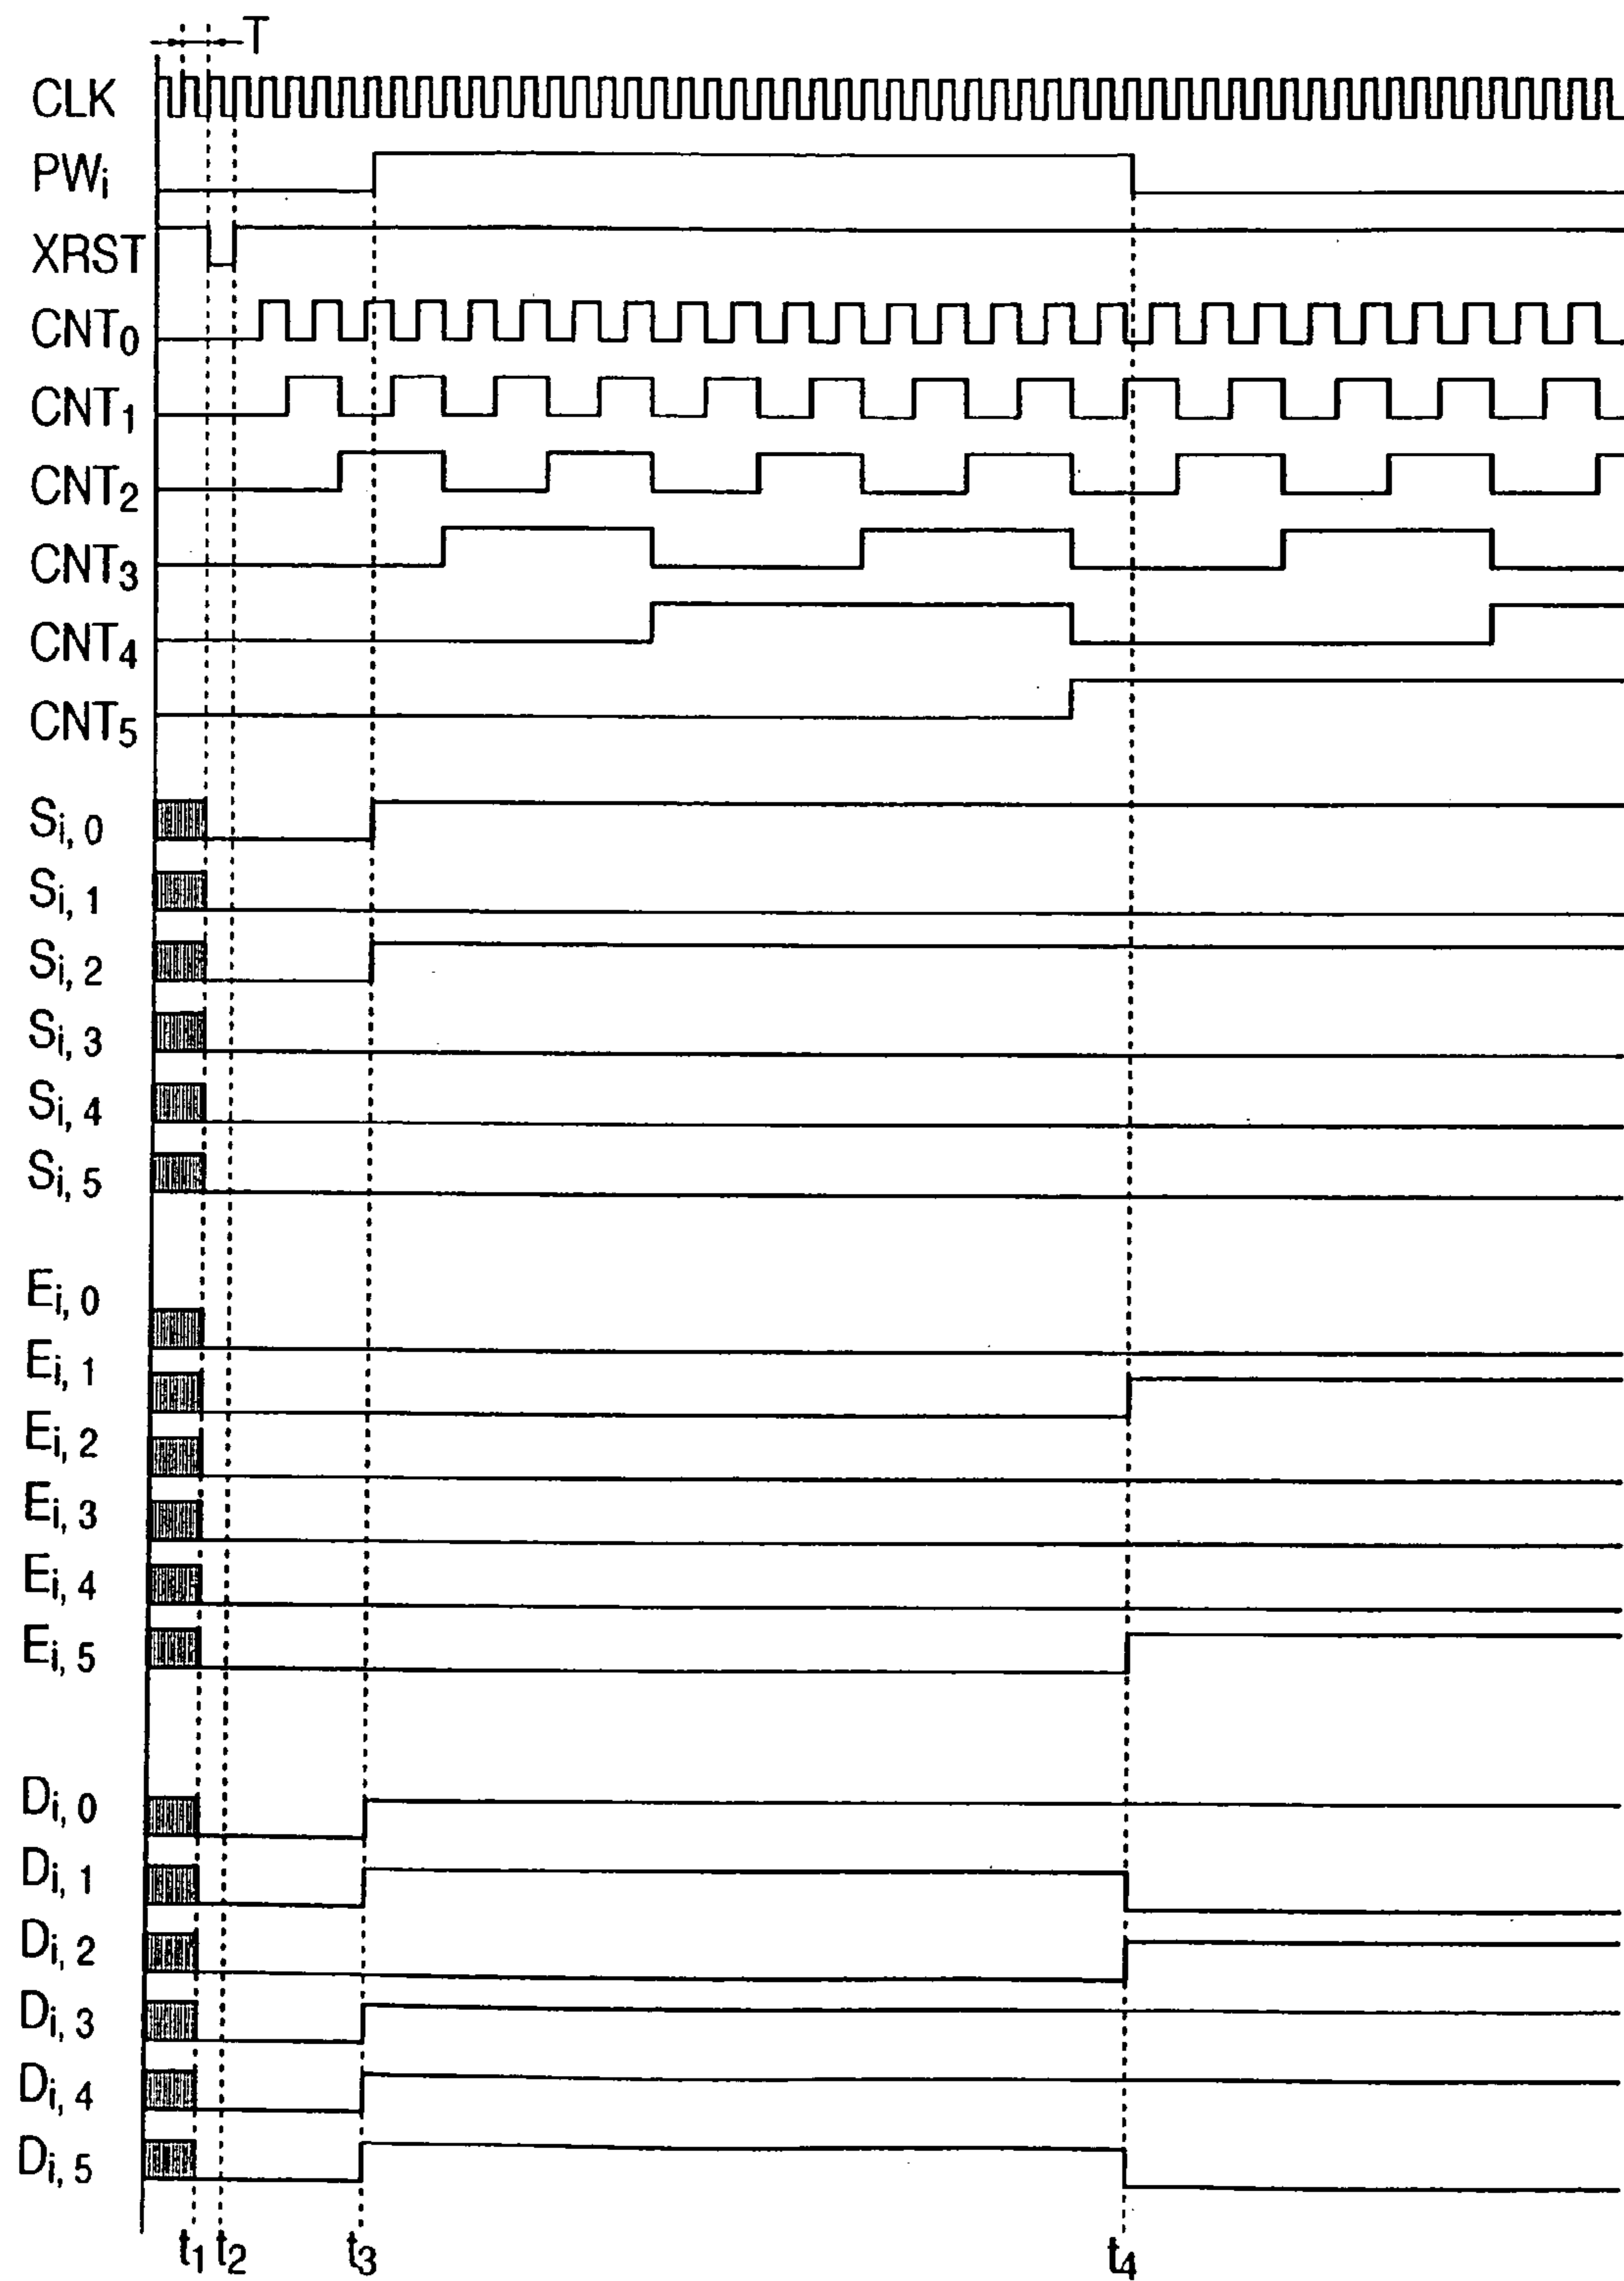 T
CLK
PWi
XRST
CNT0
CNT1
CNT2
CNT3
CNT4
CNT5
Si, 0
Si, 1
Si, 2
Si, 3
Si, 4
Si, 5
Ei, 0
Ei, 1
Ei, 2
Ei, 3
Ei, 4
Ei, 5
Di, 0
Di, 1
Di, 2
Di, 3
Di, 4
Di, 5
t1 t2 t3 t4